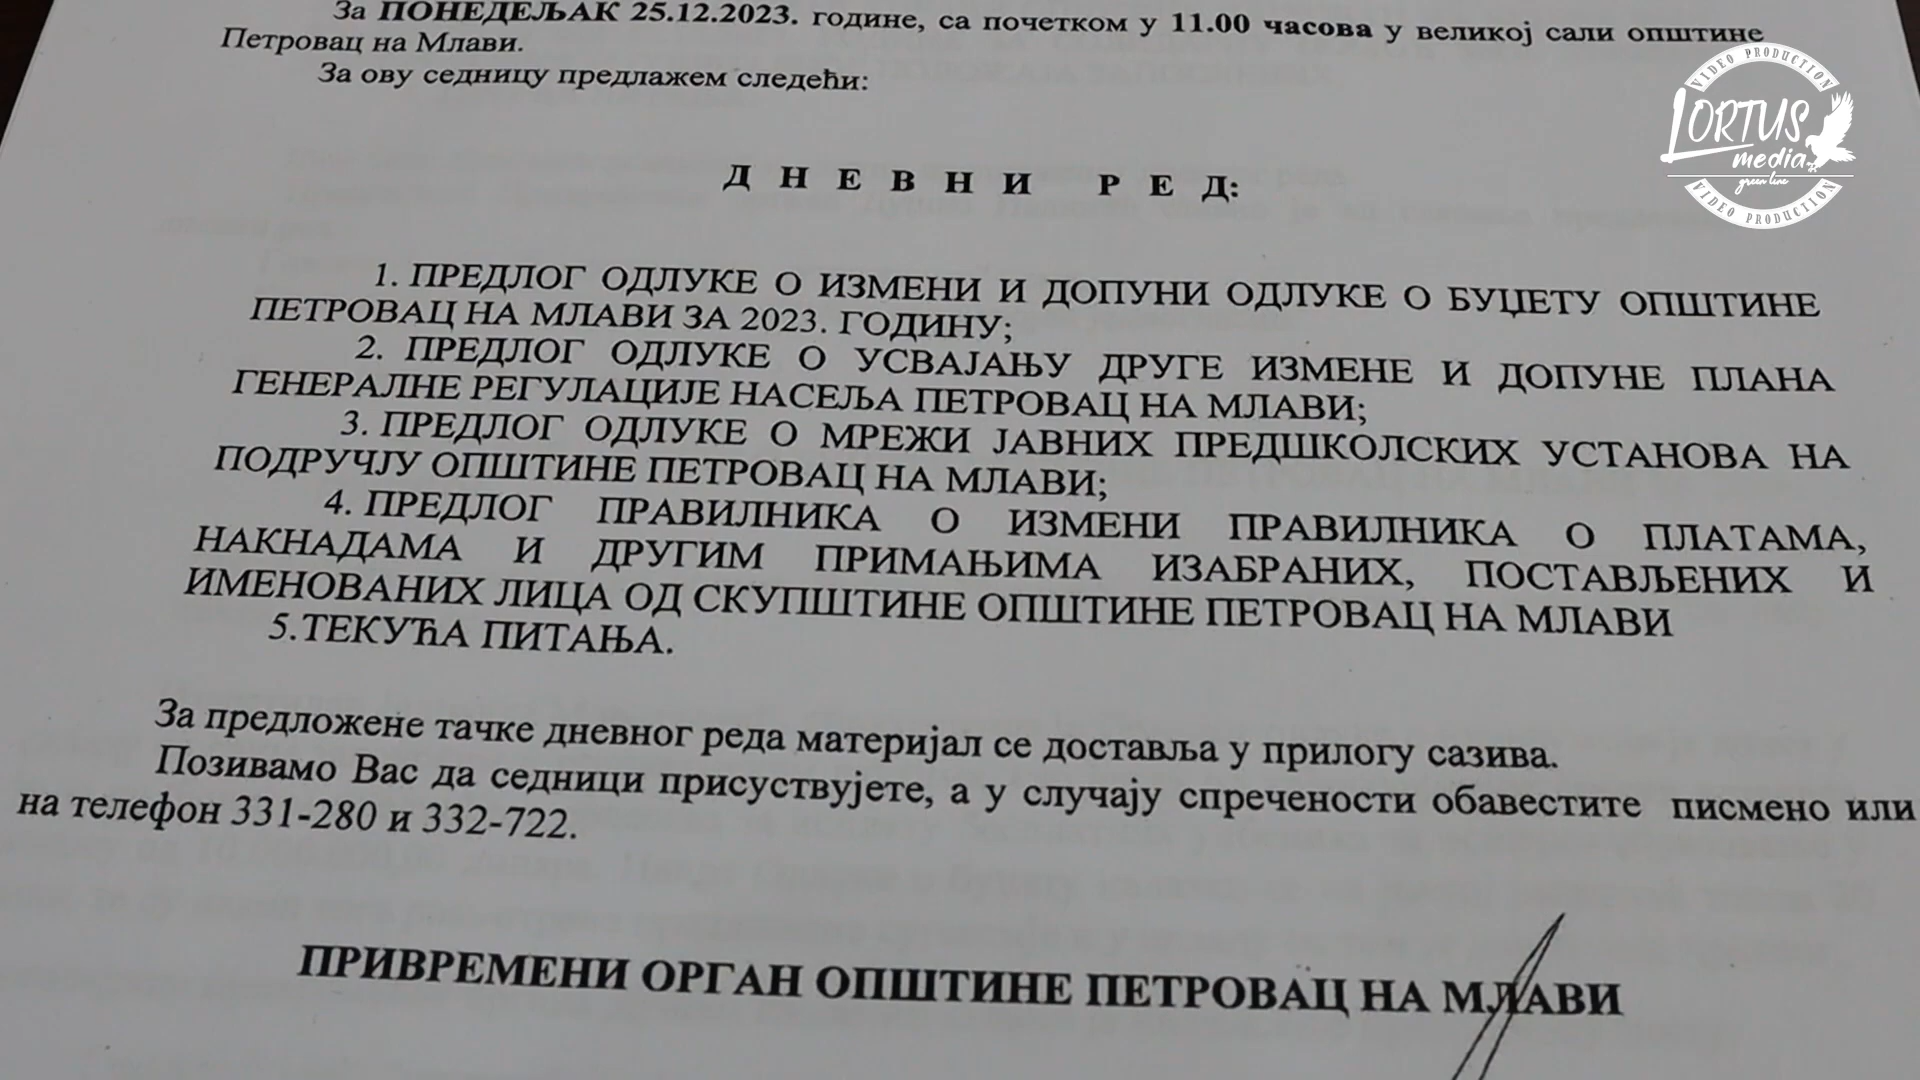 За ПОНЕДЕЉАК 25.12.2023. године, са почетком у 11.00 часова у великој сали општине
Петровац на Млави.
За ову седницу предлажем следећи:
Д Н Е В Н И Р Е Д:
1. ПРЕДЛОГ ОДЛУКЕ О ИЗМЕНИ И ДОПУНИ ОДЛУКЕ О БУЏЕТУ ОПШТИНЕ
ПЕТРОВАЦ НА МЛАВИ ЗА 2023. ГОДИНУ;
2. ПРЕДЛОГ ОДЛУКЕ О УСВАЈАЊУ ДРУГЕ ИЗМЕНЕ И ДОПУНЕ ПЛАНА
ГЕНЕРАЛНЕ РЕГУЛАЦИЈЕ НАСЕЉА ПЕТРОВАЦ НА МЛАВИ;
3. ПРЕДЛОГ ОДЛУКЕ О МРЕЖИ ЈАВНИХ ПРЕДШКОЛСКИХ УСТАНОВА НА
ПОДРУЧЈУ ОПШТИНЕ ПЕТРОВАЦ НА МЛАВИ;
4. ПРЕДЛОГ ПРАВИЛНИКА О ИЗМЕНИ ПРАВИЛНИКА О ПЛАТАМА,
НАКНАДАМА И ДРУГИМ ПРИМАЊИМА ИЗАБРАНИХ, ПОСТАВЉЕНИХ И
ИМЕНОВАНИХ ЛИЦА ОД СКУПШТИНЕ ОПШТИНЕ ПЕТРОВАЦ НА МЛАВИ
5.ТЕКУЋА ПИТАЊА.
За предложене тачке дневног реда материјал се доставља у прилогу сазива.
Позивамо Вас да седници присуствујете, а у случају спречености обавестите писмено или
на телефон 331-280 и 332-722.
ПРИВРЕМЕНИ ОРГАН ОПШТИНЕ ПЕТРОВАЦ НА МЛАВИ
VIDEO PRODUCTION
LORTUS
media
green line
VIDEO PRODUCTION